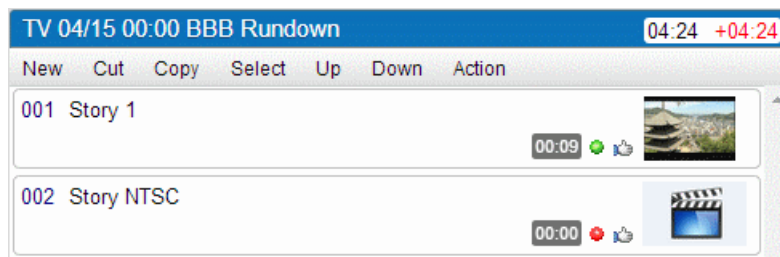 TV 04/15 00:00 BBB Rundown 04:24 +04:24
New Cut Copy Select Up Down Action
001 Story 1
00:09
002 Story NTSC
00:00